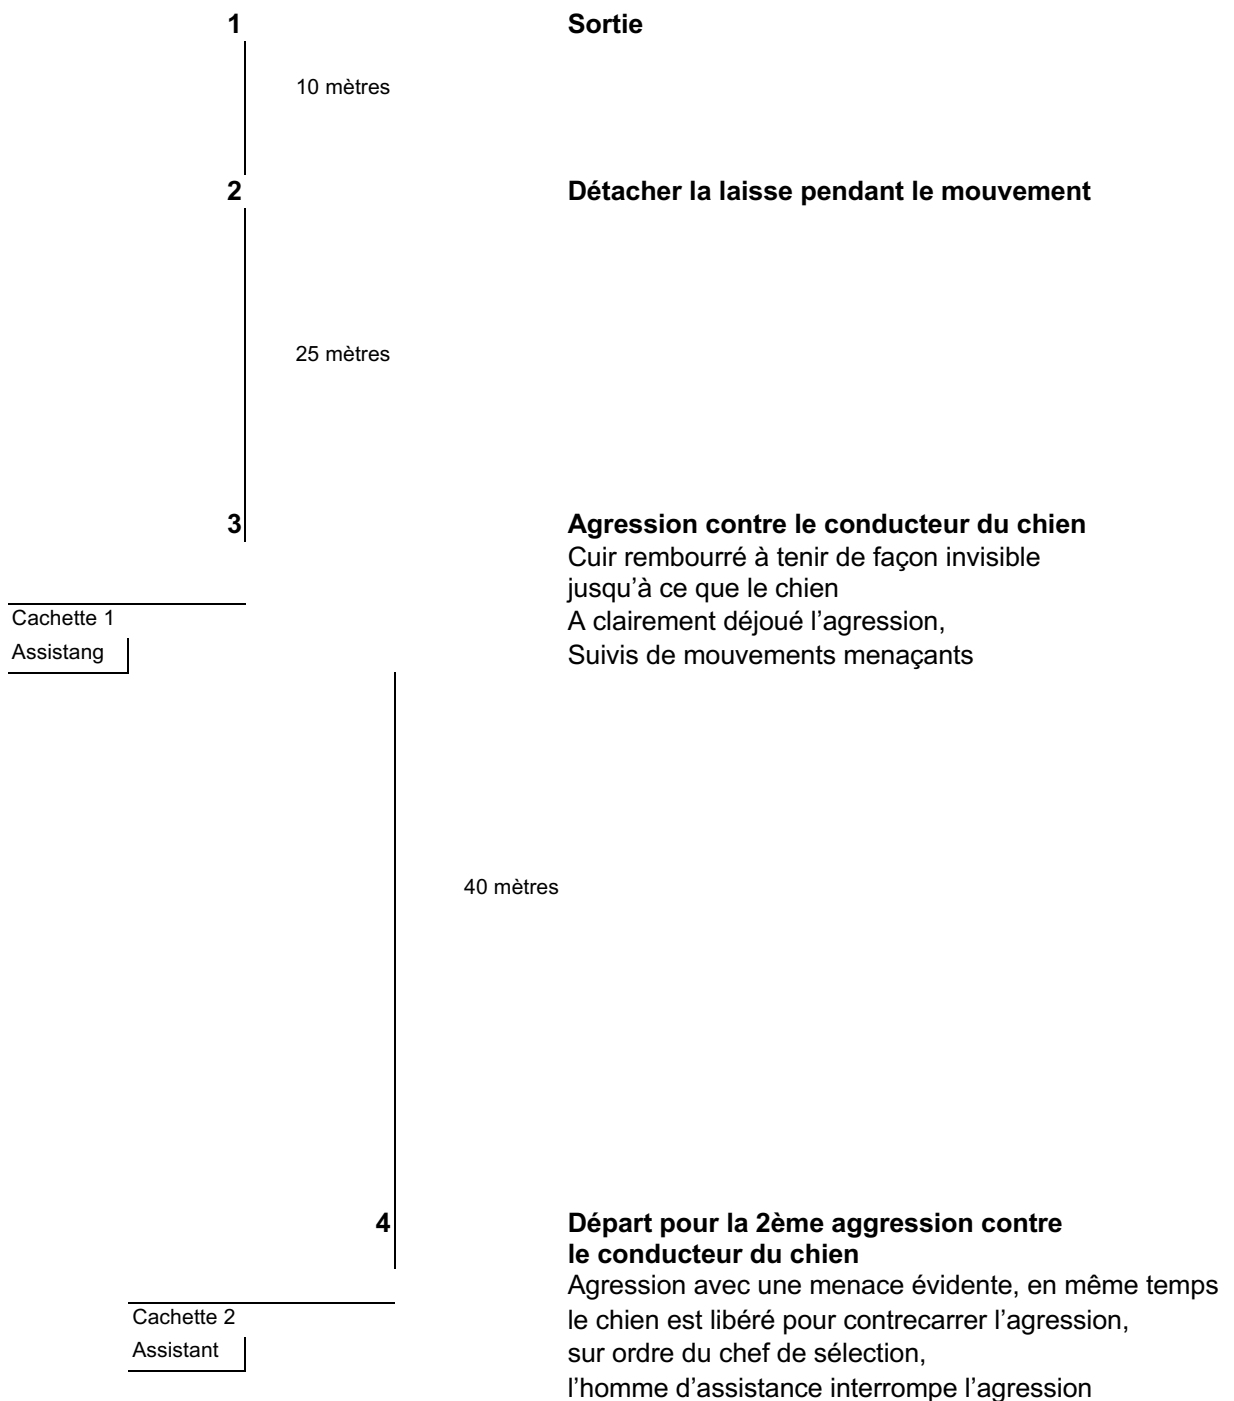 1 Sortie
10 mètres
2 Détacher la laisse pendant le mouvement
25 mètres
3 Agression contre le conducteur du chien
Cuir rembourré à tenir de façon invisible
jusqu'à ce que le chien
Cachette 1 A clairement déjoué l'agression,
Assistang Suivis de mouvements menaçants
40 mètres
4 Départ pour la 2ème aggression contre
le conducteur du chien
Agression avec une menace évidente, en même temps
Cachette 2 le chien est libéré pour contrecarrer l'agression,
Assistant sur ordre du chef de sélection,
l'homme d'assistance interrompe l'agression